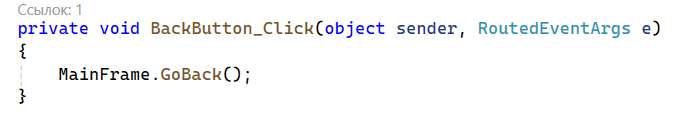 Ссылок: 1
private void BackButton_Click(object sender, RoutedEventArgs e)
{
    MainFrame.GoBack();
}